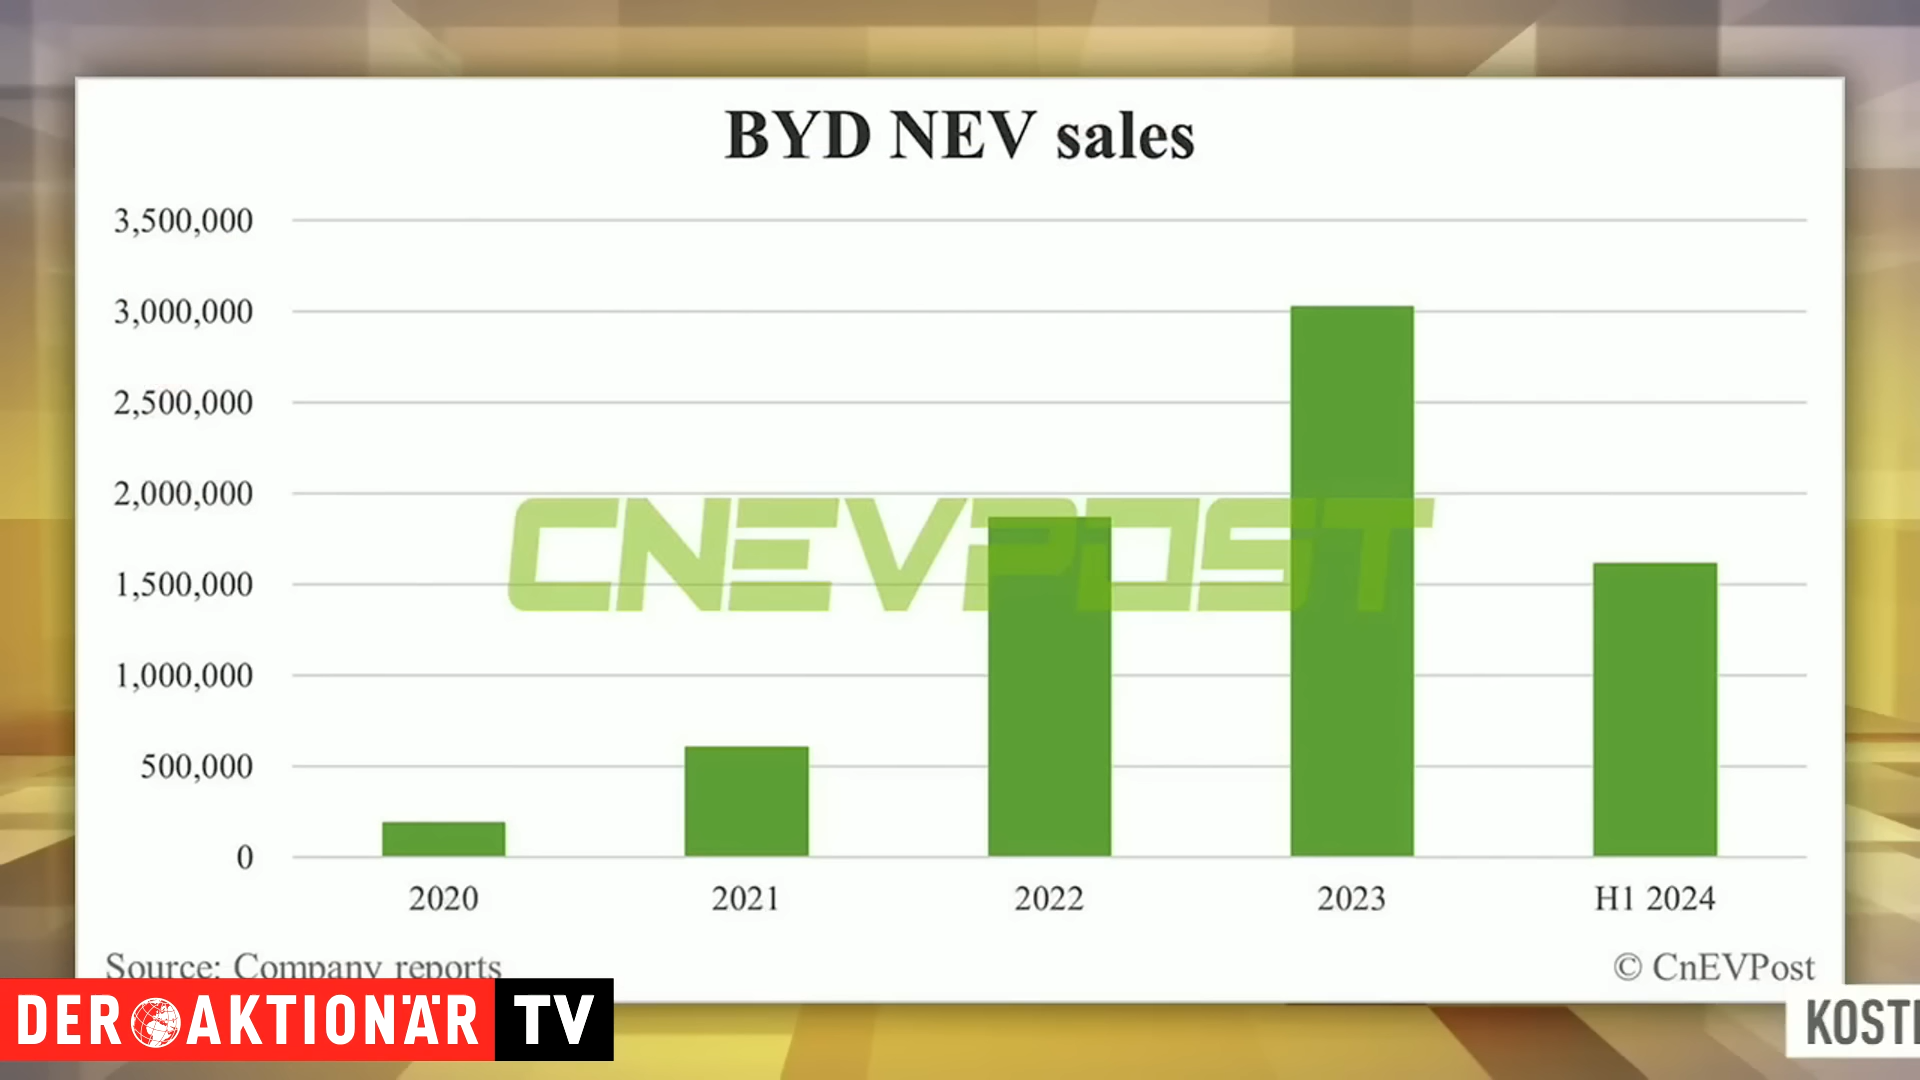 BYD NEV sales
3,500,000
3,000,000
2,500,000
2,000,000
1,500,000
1,000,000
500,000
0
CNEVPOST
2020 2021 2022 2023 H1 2024
Source: Company reports © CnEVPost
DER AKTIONÄR TV